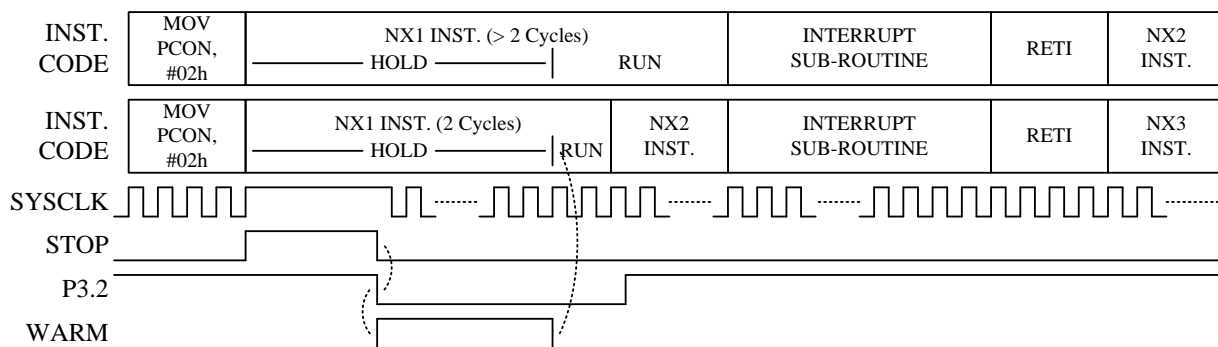 INST. CODE
MOV PCON, #02h
NX1 INST. (> 2 Cycles)
HOLD
RUN
INTERRUPT SUB-ROUTINE
RETI
NX2 INST.
INST. CODE
MOV PCON, #02h
NX1 INST. (2 Cycles)
HOLD
RUN
NX2 INST.
INTERRUPT SUB-ROUTINE
RETI
NX3 INST.
SYSCLK
STOP
P3.2
WARM